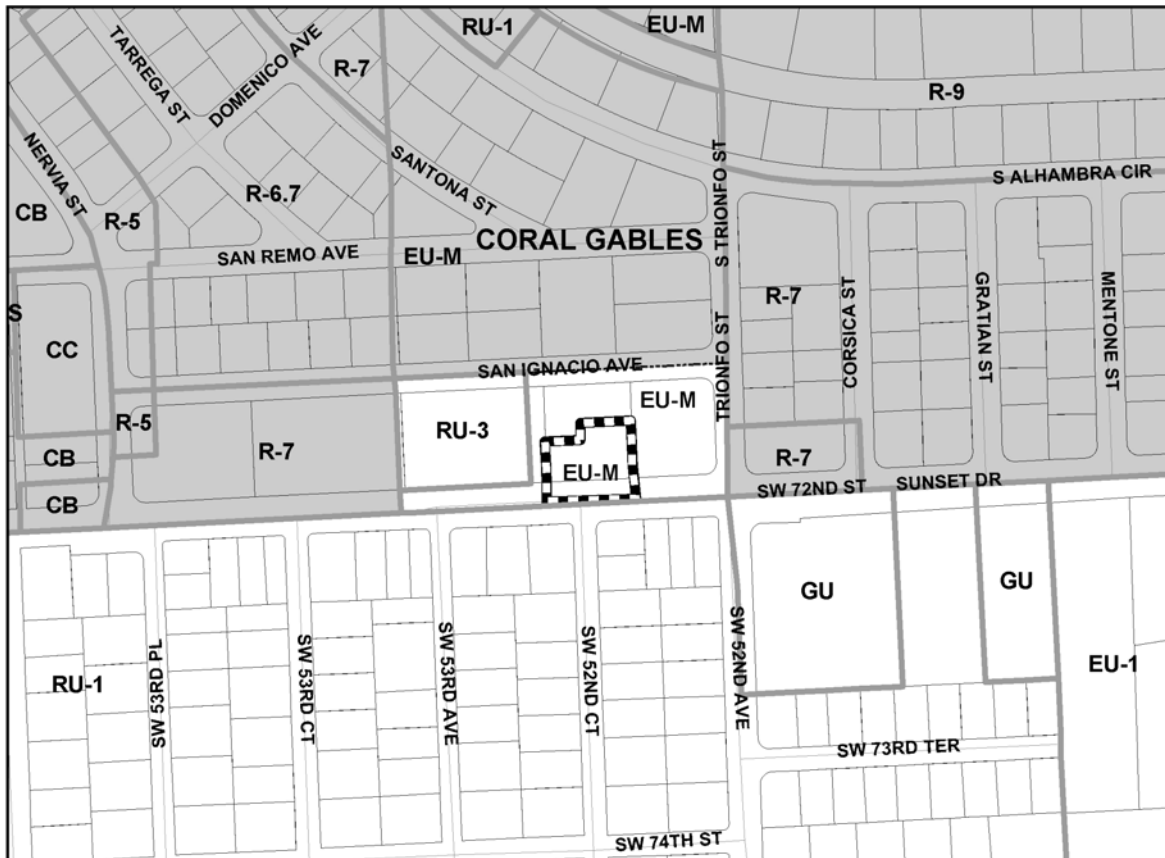 RU-1
EU-M
TARREGA ST
DOMENICO AVE
R-7
R-9
NERVIA ST
SANTONA ST
S TRIONFO ST
S ALHAMBRA CIR
CB
R-5
R-6.7
SAN REMO AVE
EU-M
CORAL GABLES
R-7
CORSICA ST
GRATIAN ST
MENTONE ST
S
CC
SAN IGNACIO AVE
TRIONFO ST
R-5
R-7
RU-3
EU-M
CB
EU-M
R-7
CB
SW 72ND ST
SUNSET DR
GU
GU
RU-1
SW 53RD PL
SW 53RD CT
SW 53RD AVE
SW 52ND CT
SW 52ND AVE
EU-1
SW 73RD TER
SW 74TH ST